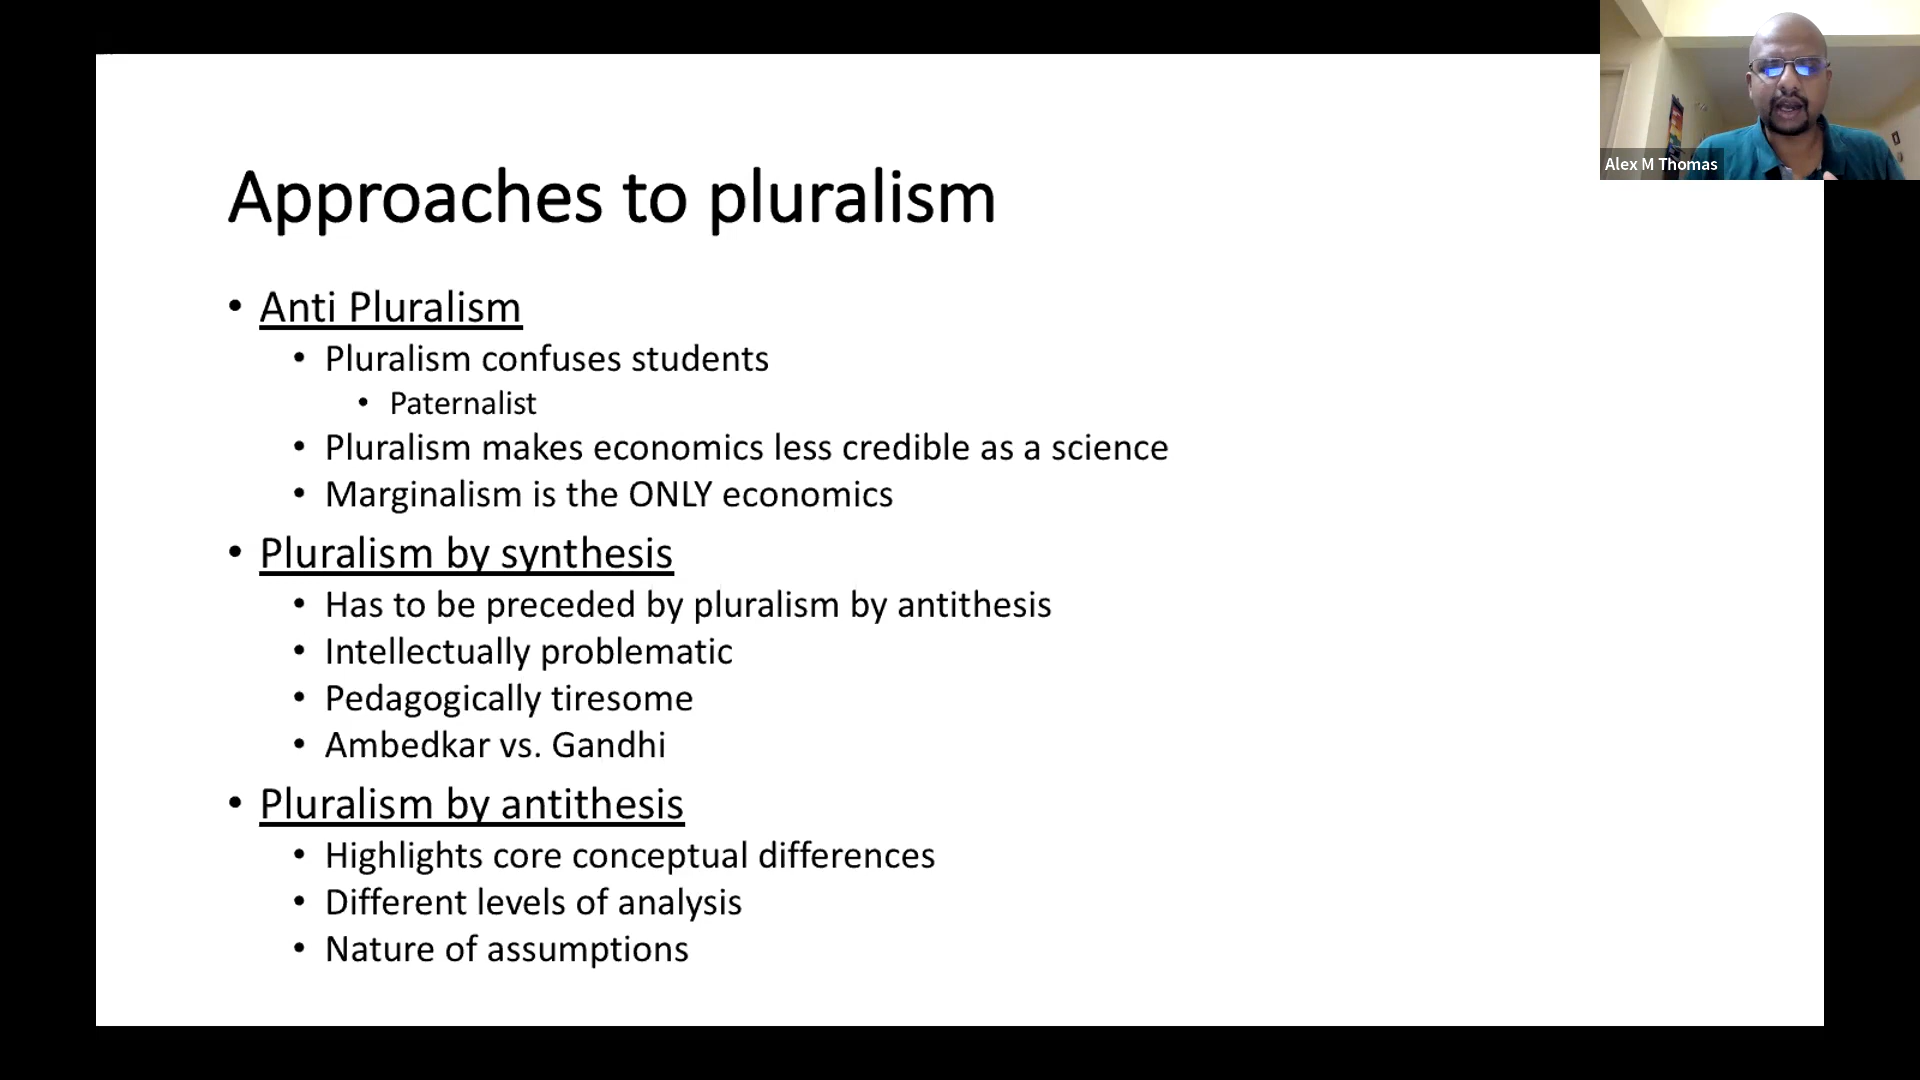 Alex M Thomas
Approaches to pluralism
• Anti Pluralism
• Pluralism confuses students
• Paternalist
• Pluralism makes economics less credible as a science
• Marginalism is the ONLY economics
• Pluralism by synthesis
• Has to be preceded by pluralism by antithesis
• Intellectually problematic
• Pedagogically tiresome
• Ambedkar vs. Gandhi
• Pluralism by antithesis
• Highlights core conceptual differences
• Different levels of analysis
• Nature of assumptions